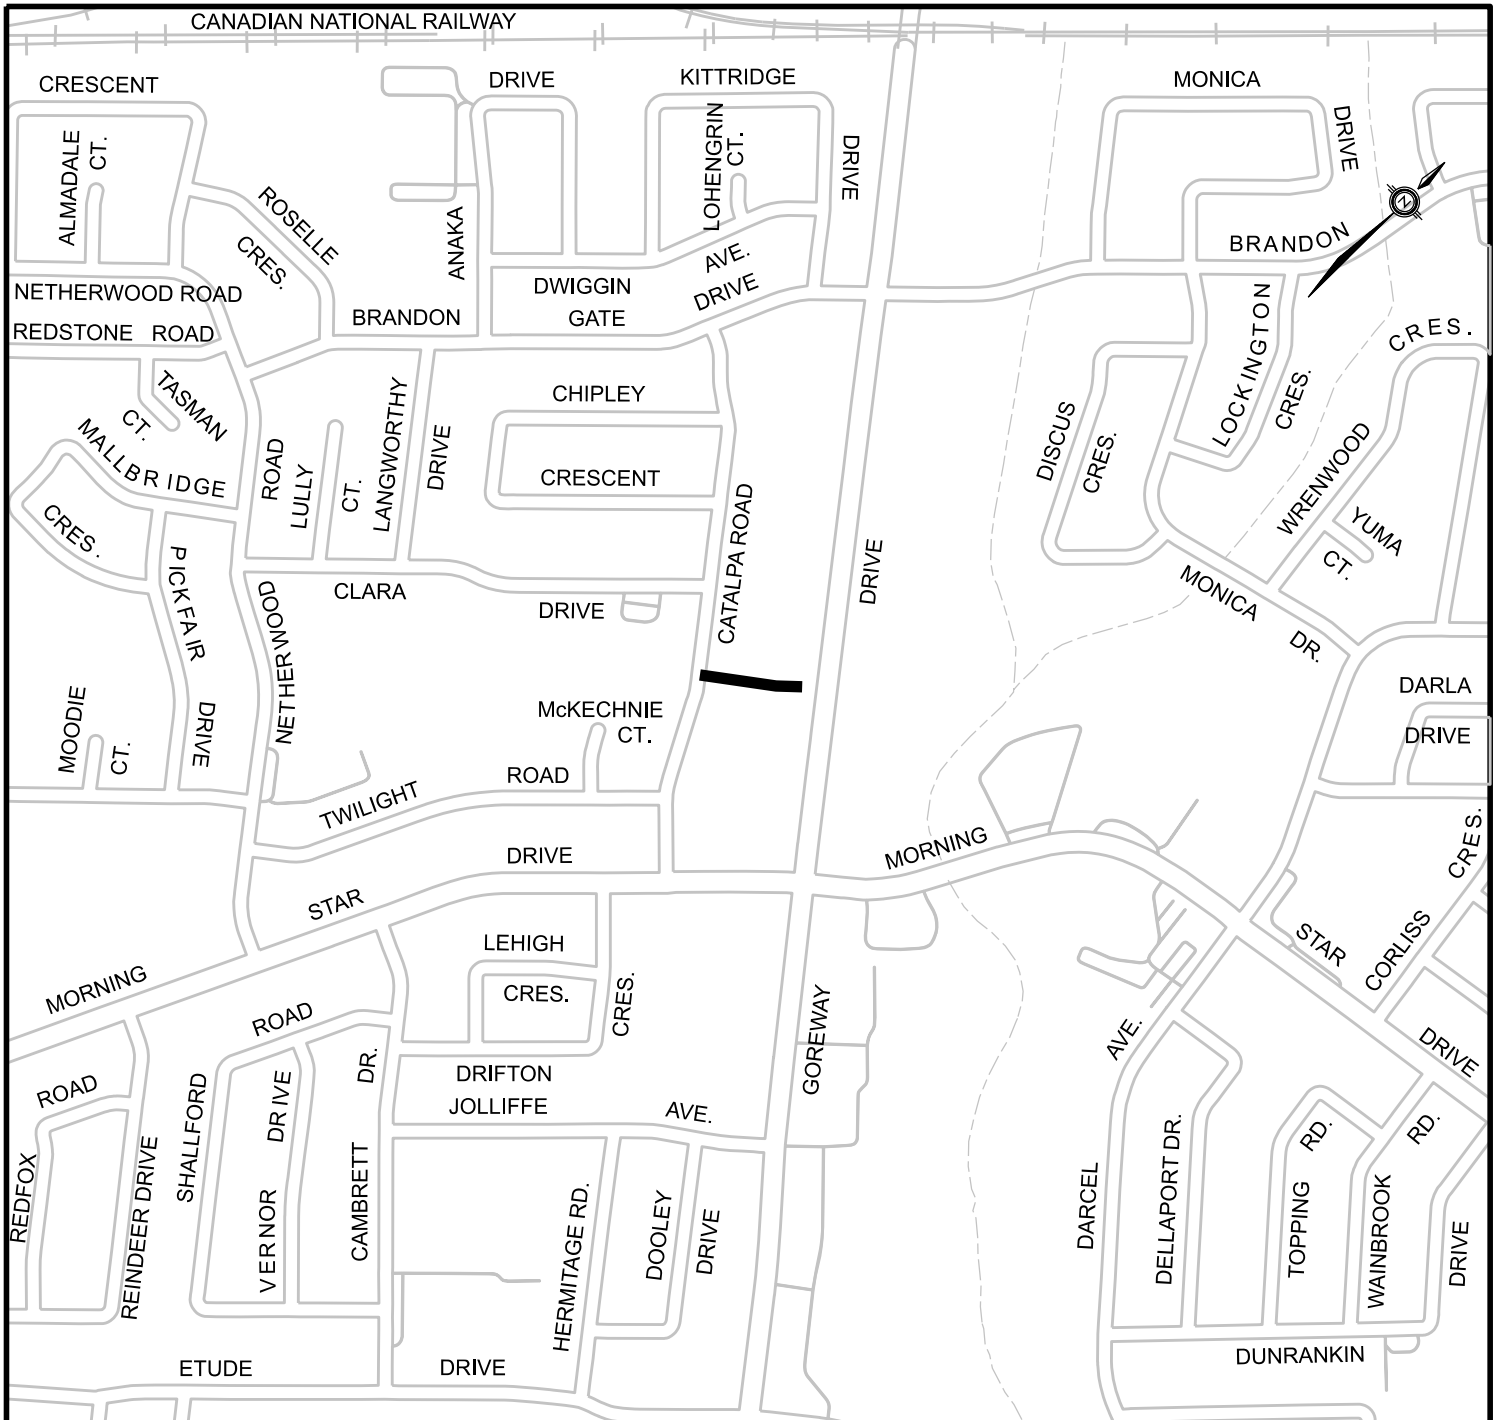 CANADIAN NATIONAL RAILWAY
CRESCENT
DRIVE
KITTRIDGE
MONICA
ALMADALE
CT.
LOHENGRIN
CT.
DRIVE
DRIVE
ROSELLE
CRES.
ANAKA
BRANDON
N
AVE.
DWIGGIN
GATE
DRIVE
NETHERWOOD ROAD
REDSTONE ROAD
BRANDON
LOCKINGTON
CRES.
CRES.
TASMAN
CT.
CHIPLEY
LANGWORTHY
DRIVE
MALLBRIDGE
CRES.
ROAD
LULLY
CT.
CRESCENT
DISCUS
CRES.
WRENWOOD
YUMA
CT.
CATALPA ROAD
DRIVE
PICKFAIR
DRIVE
CLARA
DRIVE
NETHERWOOD
MONICA
DR.
DARLA
DRIVE
MOODIE
CT.
McKECHNIE
CT.
TWILIGHT
ROAD
MORNING
STAR
DRIVE
MORNING
STAR
DRIVE
CORLISS
CRES.
LEHIGH
CRES.
CRES.
GOREWAY
ROAD
SHALLFORD
ROAD
REDFOX
REINDEER DRIVE
VERNOR
DRIVE
CAMBRETT
DR.
DRIFTON
JOLLIFFE
AVE.
HERMITAGE RD.
DOOLEY
DRIVE
DARCEL
AVE.
DELLAPORT DR.
TOPPING
RD.
WAINBROOK
RD.
DRIVE
ETUDE
DRIVE
DUNRANKIN